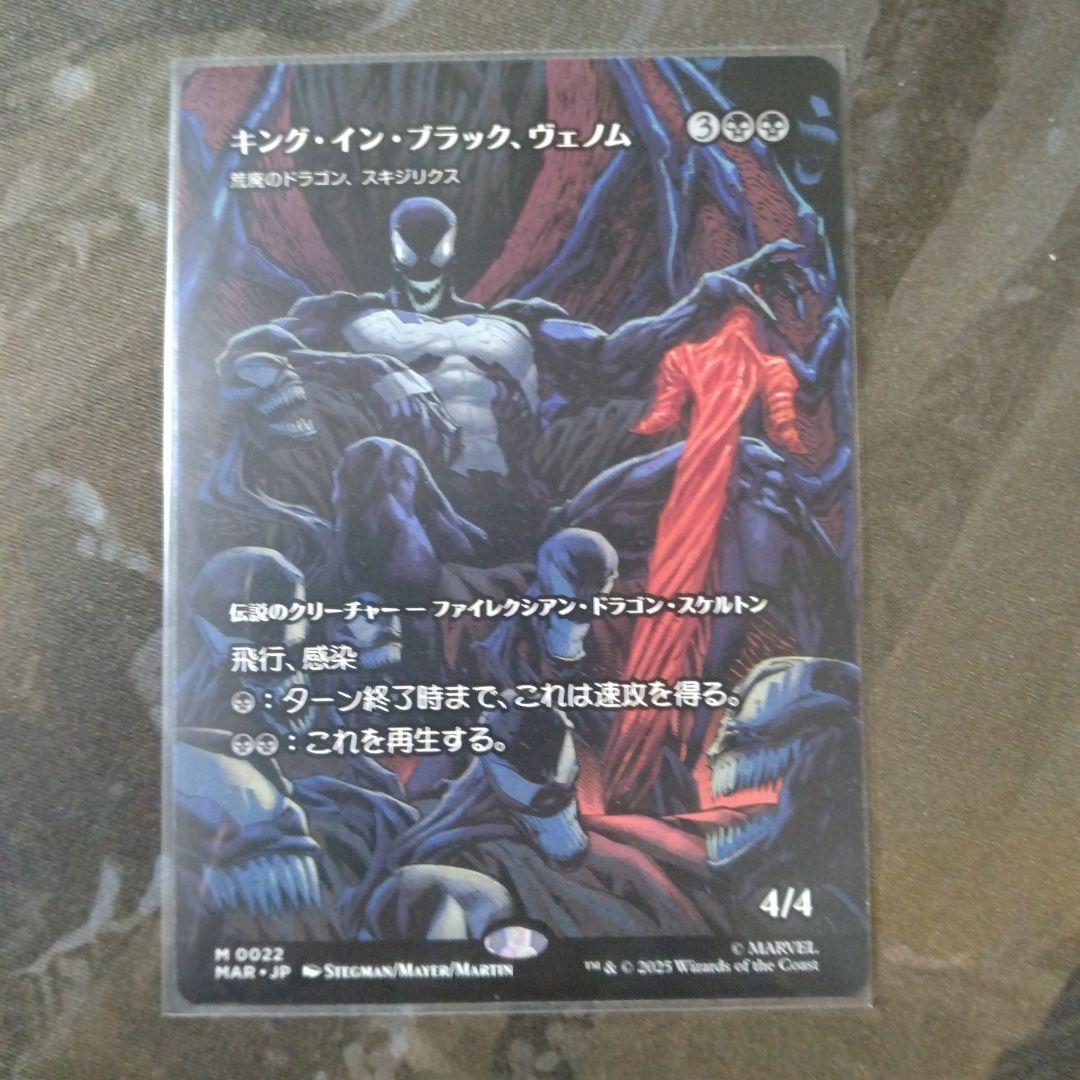 キング・イン・ブラック、ヴェノム 3
荒廃のドラゴン、スキジリクス
伝説のクリーチャー ― ファイレクシアン・ドラゴン・スケルトン
飛行、感染
：ターン終了時まで、これは速攻を得る。
：これを再生する。
4/4
M 0022
MAR・JP STEGMAN/MAYER/MARTIN
© MARVEL
™ & © 2025 Wizards of the Coast